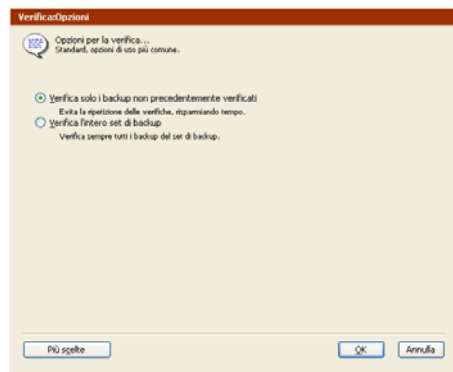 Verifica:Opzioni
Opzioni per la verifica...
Standard, opzioni di uso più comune.
Verifica solo i backup non precedentemente verificati
Evita la ripetizione delle verifiche, risparmiando tempo.
Verifica l'intero set di backup
Verifica sempre tutti i backup del set di backup.
Più scelte
OK
Annulla